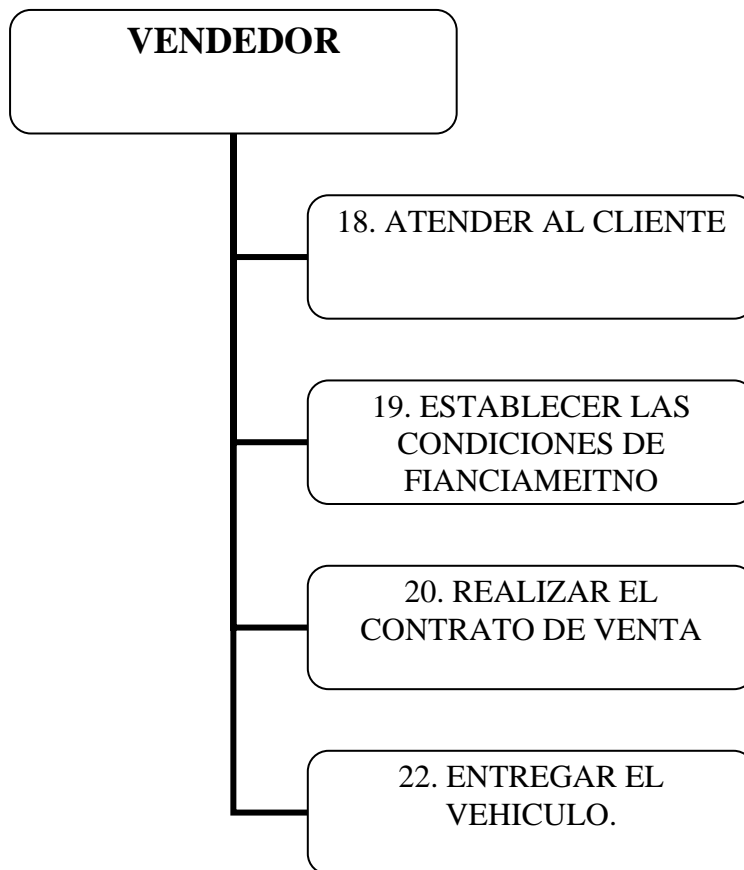 VENDEDOR
18. ATENDER AL CLIENTE
19. ESTABLECER LAS
CONDICIONES DE
FIANCIAMEITNO
20. REALIZAR EL
CONTRATO DE VENTA
22. ENTREGAR EL
VEHICULO.